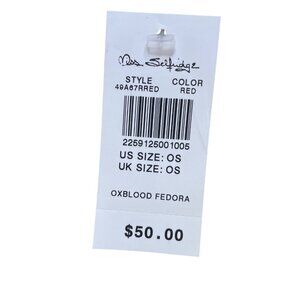 Miss Selfridge
STYLE COLOR
49A67RRED RED
2259125001005
US SIZE: OS
UK SIZE: OS
OXBLOOD FEDORA
$50.00